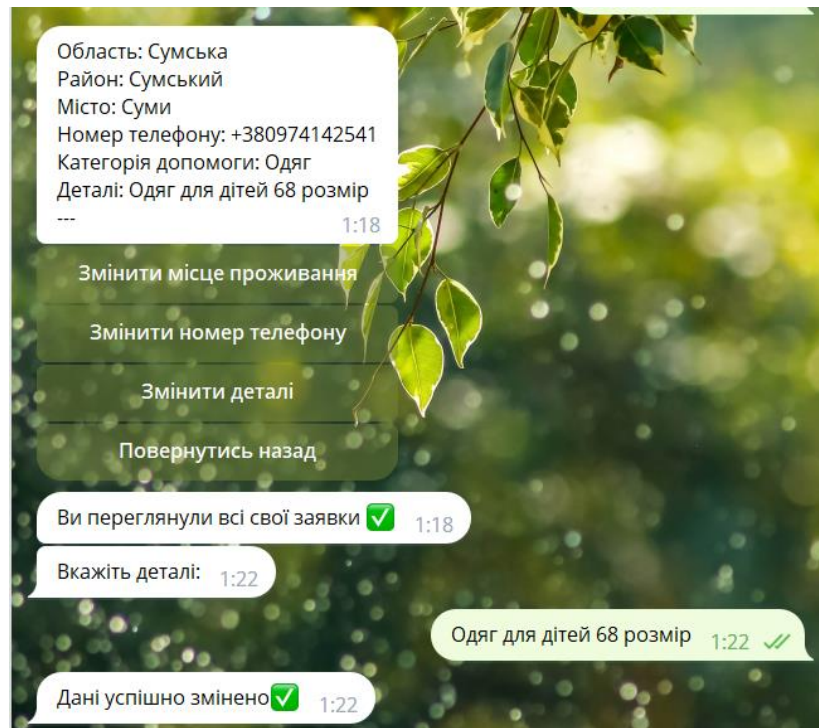 Область: Сумська
Район: Сумський
Місто: Суми
Номер телефону: +380974142541
Категорія допомоги: Одяг
Деталі: Одяг для дітей 68 розмір
---
1:18
Змінити місце проживання
Змінити номер телефону
Змінити деталі
Повернутись назад
Ви переглянули всі свої заявки ✅ 1:18
Вкажіть деталі: 1:22
Одяг для дітей 68 розмір 1:22
Дані успішно змінено✅ 1:22